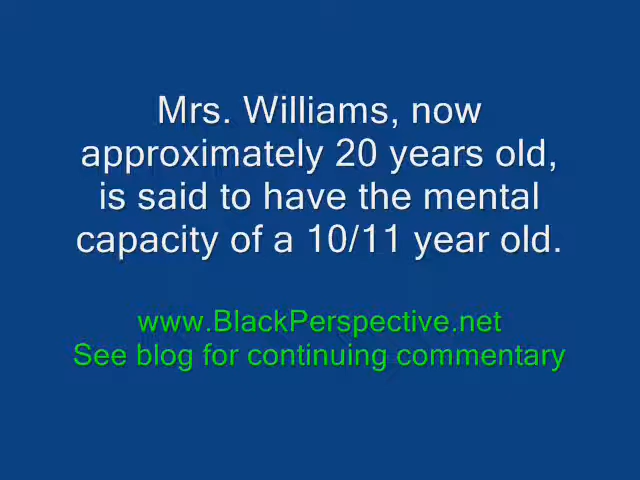 Mrs. Williams, now
approximately 20 years old,
is said to have the mental
capacity of a 10/11 year old.
www.BlackPerspective.net
See blog for continuing commentary